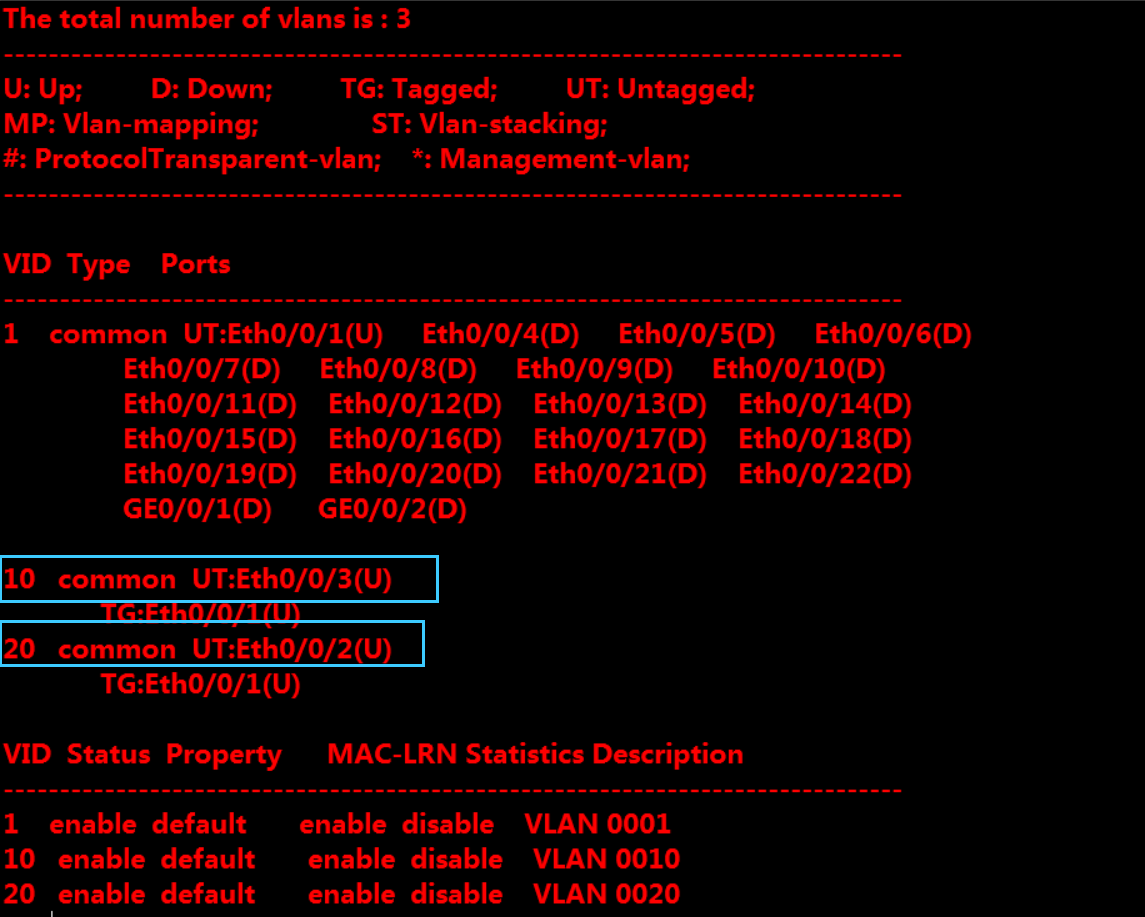 The total number of vlans is : 3
--------------------------------------------------------------------------------
U: Up;         D: Down;         TG: Tagged;         UT: Untagged;
MP: Vlan-mapping;               ST: Vlan-stacking;
#: ProtocolTransparent-vlan;    *: Management-vlan;
--------------------------------------------------------------------------------
VID  Type    Ports
--------------------------------------------------------------------------------
1    common  UT:Eth0/0/1(U)     Eth0/0/4(D)     Eth0/0/5(D)     Eth0/0/6(D)
Eth0/0/7(D)     Eth0/0/8(D)     Eth0/0/9(D)     Eth0/0/10(D)
Eth0/0/11(D)    Eth0/0/12(D)    Eth0/0/13(D)    Eth0/0/14(D)
Eth0/0/15(D)    Eth0/0/16(D)    Eth0/0/17(D)    Eth0/0/18(D)
Eth0/0/19(D)    Eth0/0/20(D)    Eth0/0/21(D)    Eth0/0/22(D)
GE0/0/1(D)      GE0/0/2(D)
10   common  UT:Eth0/0/3(U)
TG:Eth0/0/1(U)
20   common  UT:Eth0/0/2(U)
TG:Eth0/0/1(U)
VID  Status  Property      MAC-LRN Statistics Description
--------------------------------------------------------------------------------
1    enable  default       enable  disable    VLAN 0001
10   enable  default       enable  disable    VLAN 0010
20   enable  default       enable  disable    VLAN 0020